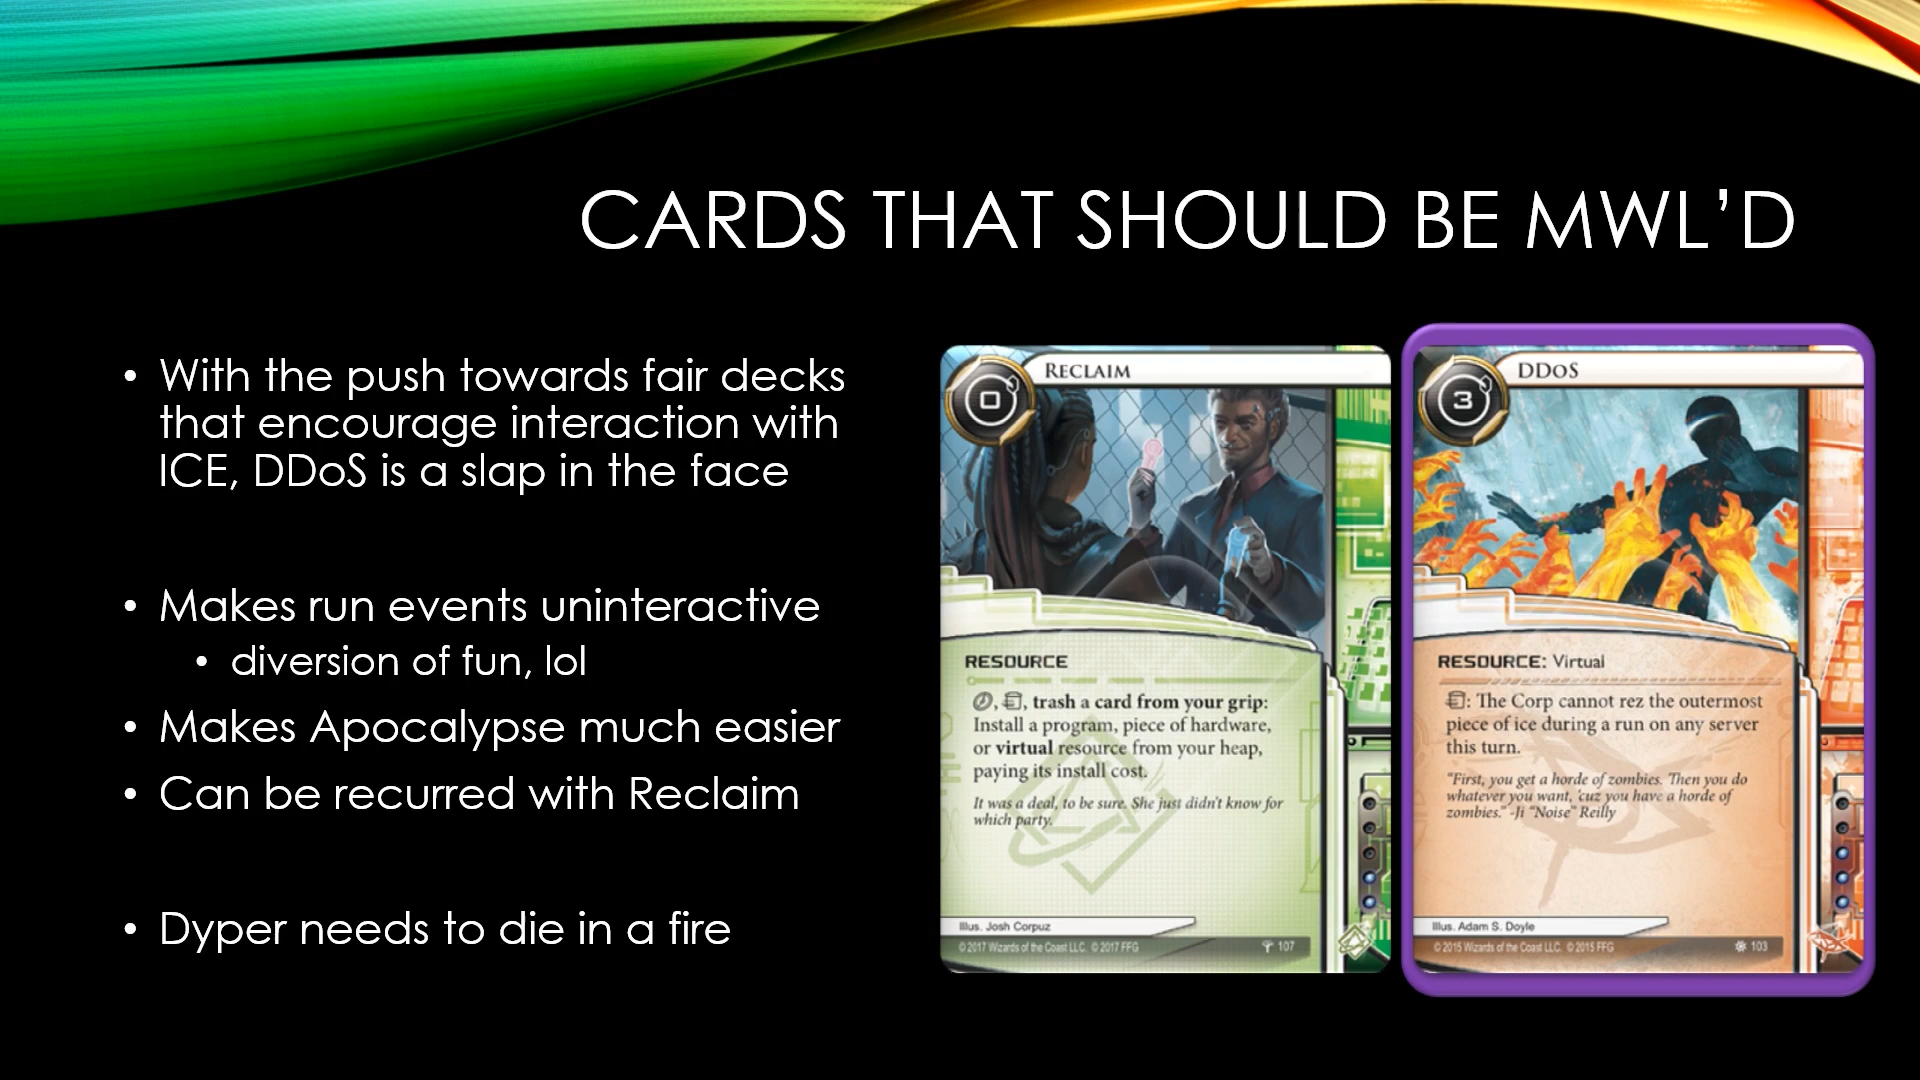 CARDS THAT SHOULD BE MWL'D
• With the push towards fair decks
that encourage interaction with
ICE, DDoS is a slap in the face
• Makes run events uninteractive
• diversion of fun, lol
• Makes Apocalypse much easier
• Can be recurred with Reclaim
• Dyper needs to die in a fire
0
RECLAIM
RESOURCE
, , trash a card from your grip:
Install a program, piece of hardware,
or virtual resource from your heap,
paying its install cost.
It was a deal, to be sure. She just didn't know for
which party.
Illus. Josh Corpuz
© 2017 Wizards of the Coast LLC. © 2017 FFG
107
3
DDOS
RESOURCE: Virtual
: The Corp cannot rez the outermost
piece of ice during a run on any server
this turn.
"First, you get a horde of zombies. Then you do
whatever you want, 'cuz you have a horde of
zombies." -Ji "Noise" Reilly
Illus. Adam S. Doyle
© 2015 Wizards of the Coast LLC. © 2015 FFG
103